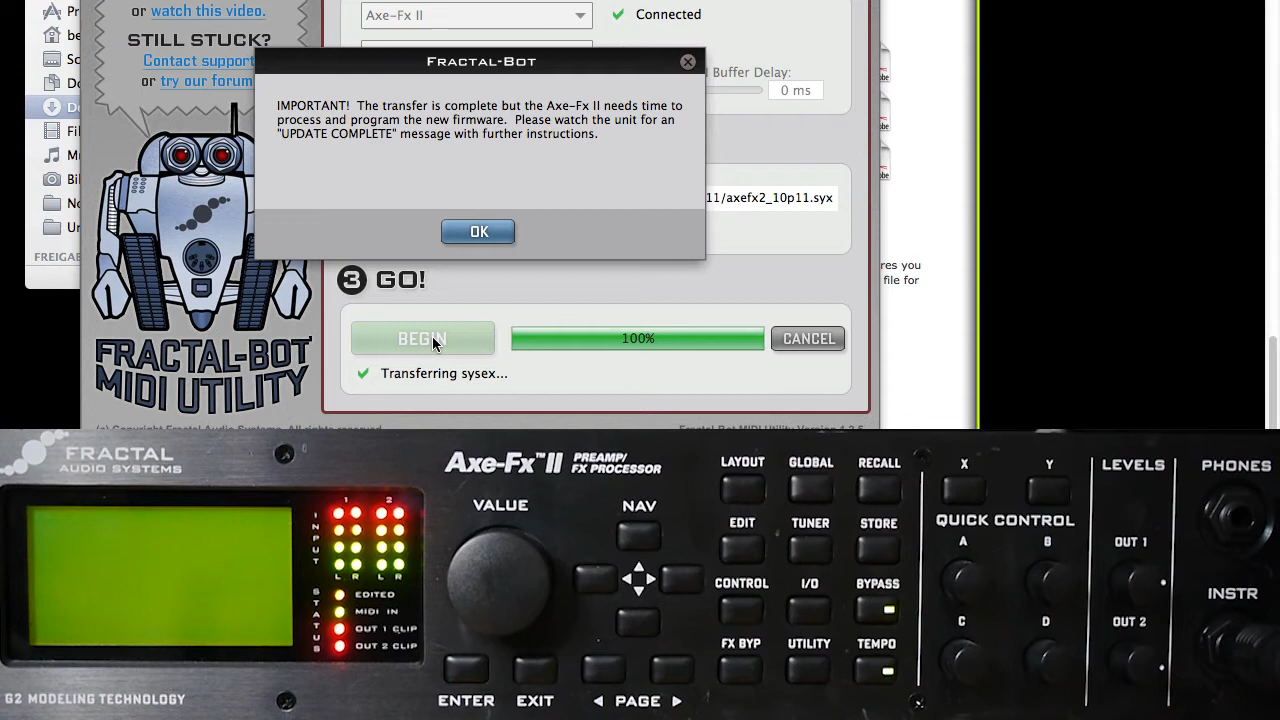 or watch this video.
STILL STUCK?
Contact support
or try our forum
Axe-Fx II
Connected
Buffer Delay:
0 ms
FRACTAL-BOT
IMPORTANT! The transfer is complete but the Axe-Fx II needs time to
process and program the new firmware. Please watch the unit for an
"UPDATE COMPLETE" message with further instructions.
OK
11/axefx2_10p11.syx
FREIGAB
res you
file for
3 GO!
BEGIN
100%
CANCEL
Transferring sysex...
FRACTAL-BOT
MIDI UTILITY
FRACTAL
AUDIO SYSTEMS
Axe-Fx™ II PREAMP/
FX PROCESSOR
VALUE
NAV
LAYOUT GLOBAL RECALL
EDIT TUNER STORE
CONTROL I/O BYPASS
FX BYP UTILITY TEMPO
X Y
QUICK CONTROL
A B
C D
LEVELS
OUT 1
OUT 2
PHONES
INSTR
1 2
INPUT
L R L R
STATUS
EDITED
MIDI IN
OUT 1 CLIP
OUT 2 CLIP
ENTER EXIT PAGE
G2 MODELING TECHNOLOGY